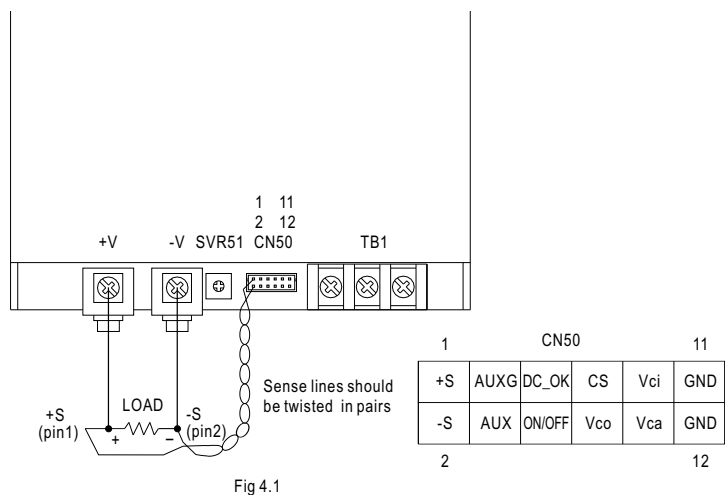 1 11
2 12
+V -V SVR51 CN50 TB1
Sense lines should
be twisted in pairs
+S
(pin1)
LOAD
-S
(pin2)
+ −
1 CN50 11
+S AUXG DC_OK CS Vci GND
-S AUX ON/OFF Vco Vca GND
2 12
Fig 4.1